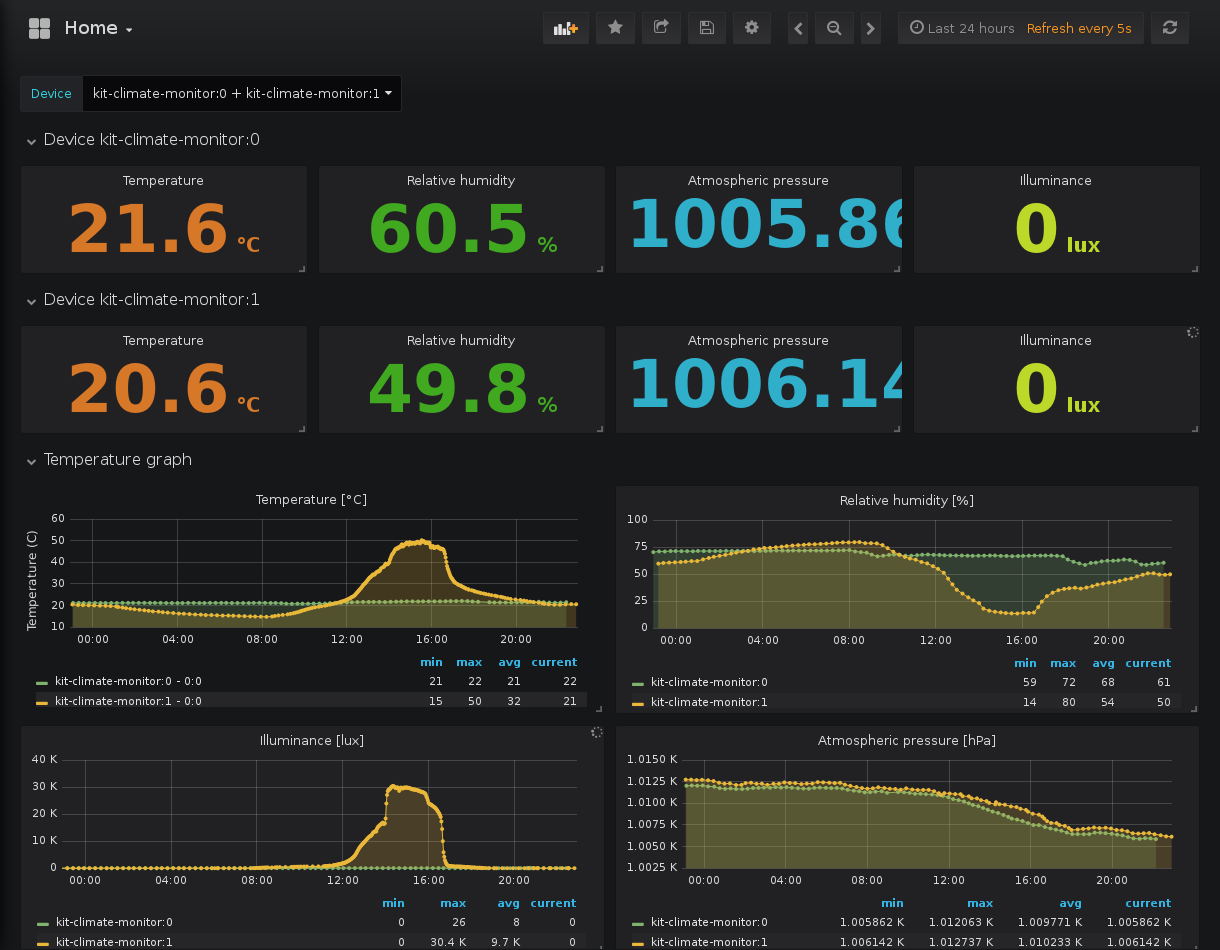 Home
Last 24 hours Refresh every 5s
Device kit-climate-monitor:0 + kit-climate-monitor:1
Device kit-climate-monitor:0
Temperature Relative humidity Atmospheric pressure Illuminance
21.6 °C 60.5 % 1005.86 0 lux
Device kit-climate-monitor:1
Temperature Relative humidity Atmospheric pressure Illuminance
20.6 °C 49.8 % 1006.14 0 lux
Temperature graph
Temperature [°C]
Temperature (C)
60
50
40
30
20
10
00:00 04:00 08:00 12:00 16:00 20:00
min max avg current
kit-climate-monitor:0 - 0:0 21 22 21 22
kit-climate-monitor:1 - 0:0 15 50 32 21
Relative humidity [%]
100
75
50
25
0
00:00 04:00 08:00 12:00 16:00 20:00
min max avg current
kit-climate-monitor:0 59 72 68 61
kit-climate-monitor:1 14 80 54 50
Illuminance [lux]
40 K
30 K
20 K
10 K
0
00:00 04:00 08:00 12:00 16:00 20:00
min max avg current
kit-climate-monitor:0 0 26 8 0
kit-climate-monitor:1 0 30.4 K 9.7 K 0
Atmospheric pressure [hPa]
1.0150 K
1.0125 K
1.0100 K
1.0075 K
1.0050 K
1.0025 K
00:00 04:00 08:00 12:00 16:00 20:00
min max avg current
kit-climate-monitor:0 1.005862 K 1.012063 K 1.009771 K 1.005862 K
kit-climate-monitor:1 1.006142 K 1.012737 K 1.010233 K 1.006142 K